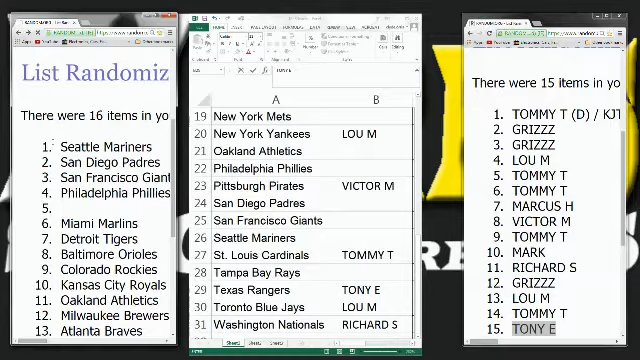 List Randomiz
There were 16 items in yo
1. Seattle Mariners
2. San Diego Padres
3. San Francisco Giant
4. Philadelphia Phillies
5.
6. Miami Marlins
7. Detroit Tigers
8. Baltimore Orioles
9. Colorado Rockies
10. Kansas City Royals
11. Oakland Athletics
12. Milwaukee Brewers
13. Atlanta Braves
TONY E
A B
19 New York Mets
20 New York Yankees LOU M
21 Oakland Athletics
22 Philadelphia Phillies
23 Pittsburgh Pirates VICTOR M
24 San Diego Padres
25 San Francisco Giants
26 Seattle Mariners
27 St. Louis Cardinals TOMMY T
28 Tampa Bay Rays
29 Texas Rangers TONY E
30 Toronto Blue Jays LOU M
31 Washington Nationals RICHARD S
Sheet1 Sheet2 Sheet3
There were 15 items in yo
1. TOMMY T (D) / KJT
2. GRIZZZ
3. GRIZZZ
4. LOU M
5. TOMMY T
6. TOMMY T
7. MARCUS H
8. VICTOR M
9. TOMMY T
10. MARK
11. RICHARD S
12. GRIZZZ
13. LOU M
14. TOMMY T
15. TONY E